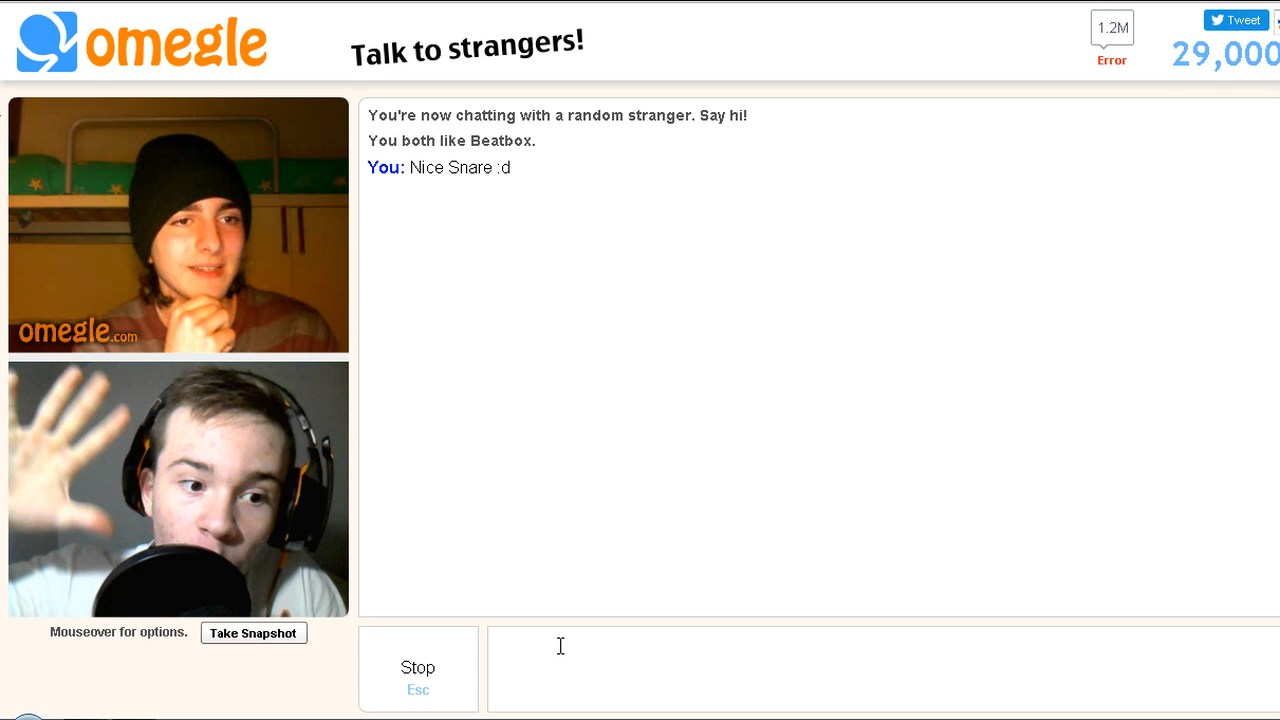 omegle
Talk to strangers!
1.2M
Error
Tweet
29,000
You're now chatting with a random stranger. Say hi!
You both like Beatbox.
You: Nice Snare :d
omegle.com
Mouseover for options.
Take Snapshot
Stop
Esc